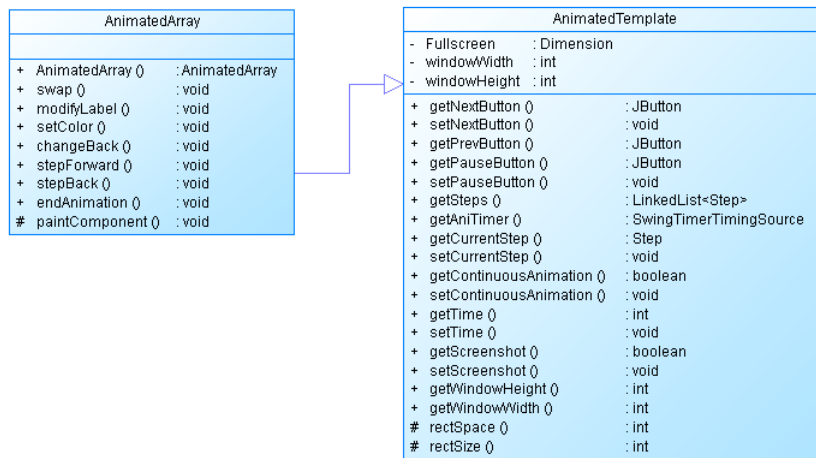 AnimatedArray
+ AnimatedArray () : AnimatedArray
+ swap () : void
+ modifyLabel () : void
+ setColor () : void
+ changeBack () : void
+ stepForward () : void
+ stepBack () : void
+ endAnimation () : void
# paintComponent () : void
AnimatedTemplate
- Fullscreen : Dimension
- windowWidth : int
- windowHeight : int
+ getNextButton () : JButton
+ setNextButton () : void
+ getPrevButton () : JButton
+ getPauseButton () : JButton
+ setPauseButton () : void
+ getSteps () : LinkedList<Step>
+ getAniTimer () : SwingTimerTimingSource
+ getCurrentStep () : Step
+ setCurrentStep () : void
+ getContinuousAnimation () : boolean
+ setContinuousAnimation () : void
+ getTime () : int
+ setTime () : void
+ getScreenshot () : boolean
+ setScreenshot () : void
+ getWindowHeight () : int
+ getWindowWidth () : int
# rectSpace () : int
# rectSize () : int